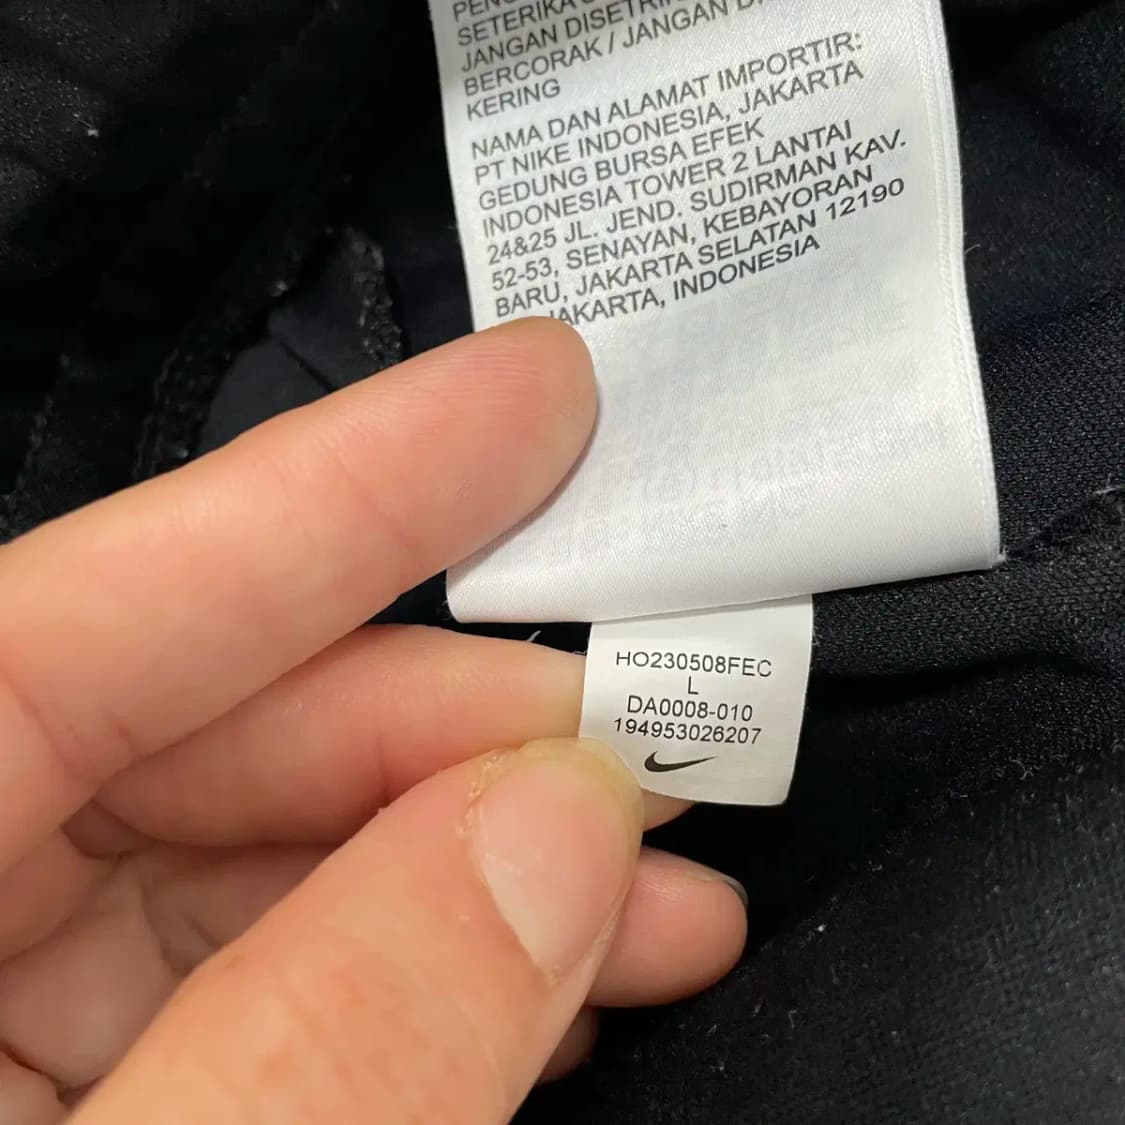 SETERIKA
JANGAN DISETRIKA
BERCORAK / JANGAN
KERING
NAMA DAN ALAMAT IMPORTIR:
PT NIKE INDONESIA, JAKARTA
GEDUNG BURSA EFEK
INDONESIA TOWER 2 LANTAI
24&25 JL. JEND. SUDIRMAN KAV.
52-53, SENAYAN, KEBAYORAN
BARU, JAKARTA SELATAN 12190
JAKARTA, INDONESIA
HO230508FEC
L
DA0008-010
194953026207